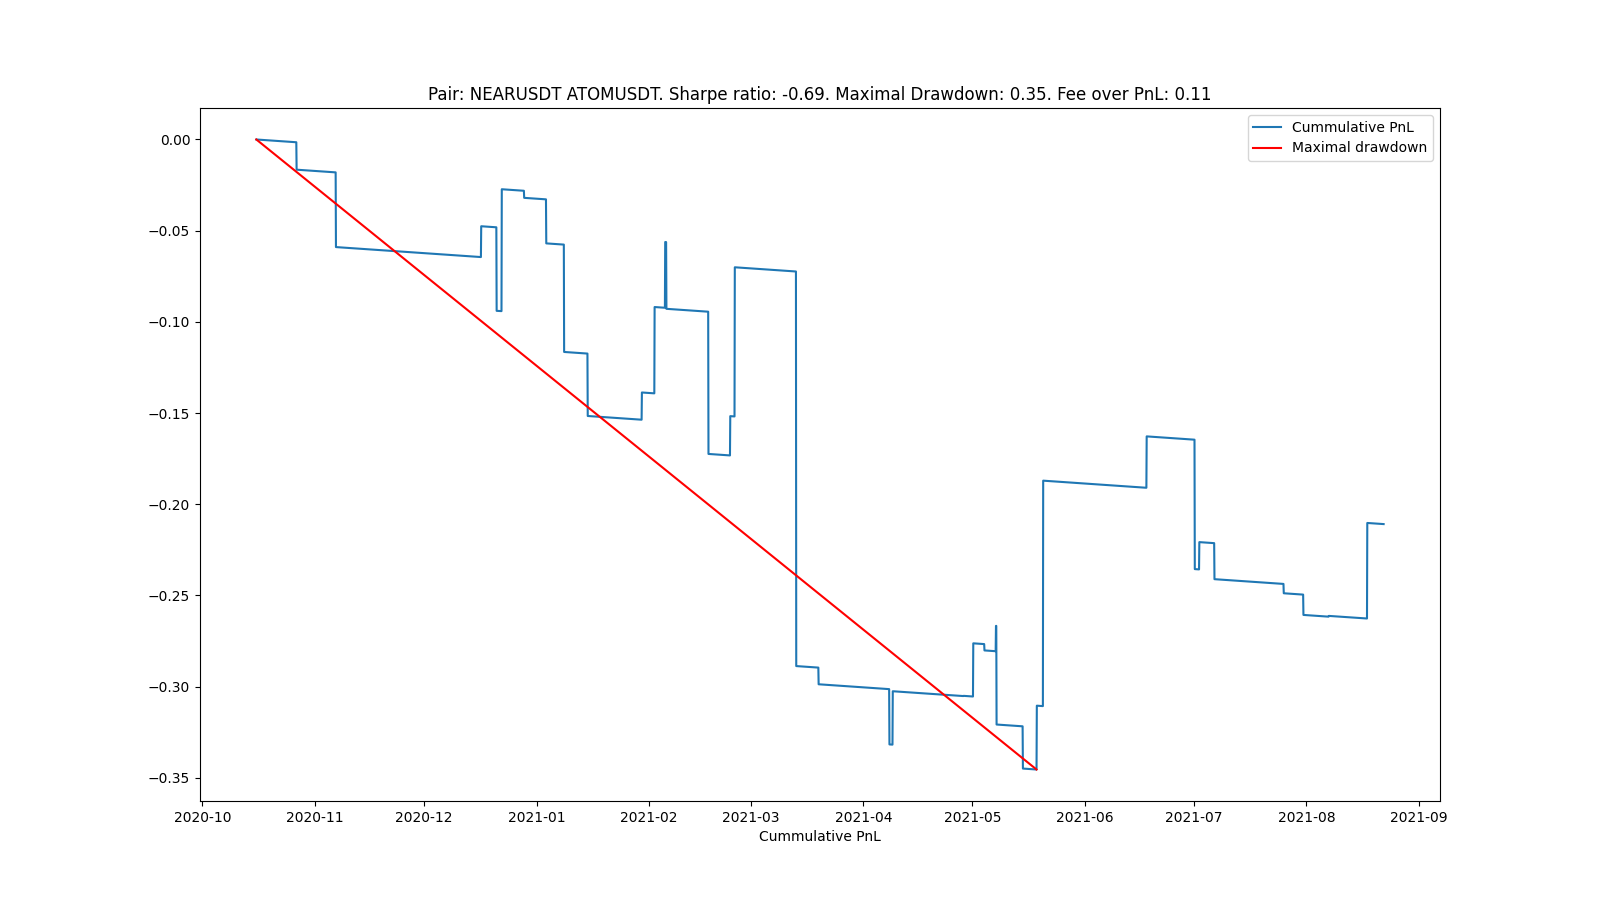 Pair: NEARUSDT ATOMUSDT. Sharpe ratio: -0.69. Maximal Drawdown: 0.35. Fee over PnL: 0.11
Cummulative PnL
Maximal drawdown
0.00
−0.05
−0.10
−0.15
−0.20
−0.25
−0.30
−0.35
2020-10 2020-11 2020-12 2021-01 2021-02 2021-03 2021-04 2021-05 2021-06 2021-07 2021-08 2021-09
Cummulative PnL